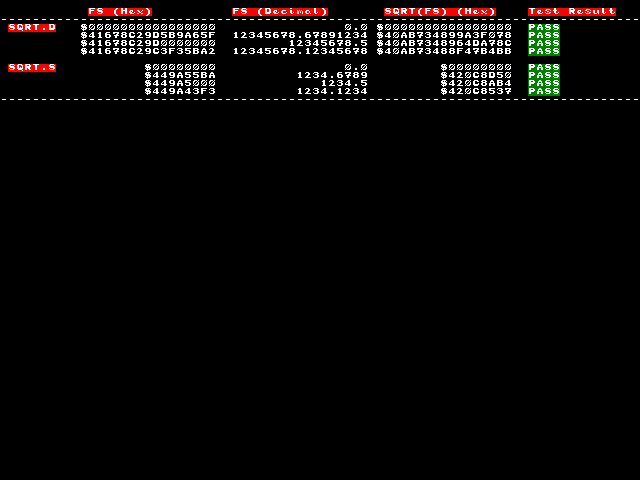 FS (Hex) FS (Decimal) SQRT(FS) (Hex) Test Result
SQRT.D $0000000000000000 0.0 $0000000000000000 PASS
$41678C29D5B9A65F 12345678.67891234 $40AB734899A3F078 PASS
$41678C29D0000000 12345678.5 $40AB7348964DA78C PASS
$41678C29C3F35BA2 12345678.12345678 $40AB73488F47B4BB PASS
SQRT.S $00000000 0.0 $00000000 PASS
$449A55BA 1234.6789 $420C8D50 PASS
$449A5000 1234.5 $420C8AB4 PASS
$449A43F3 1234.1234 $420C8537 PASS